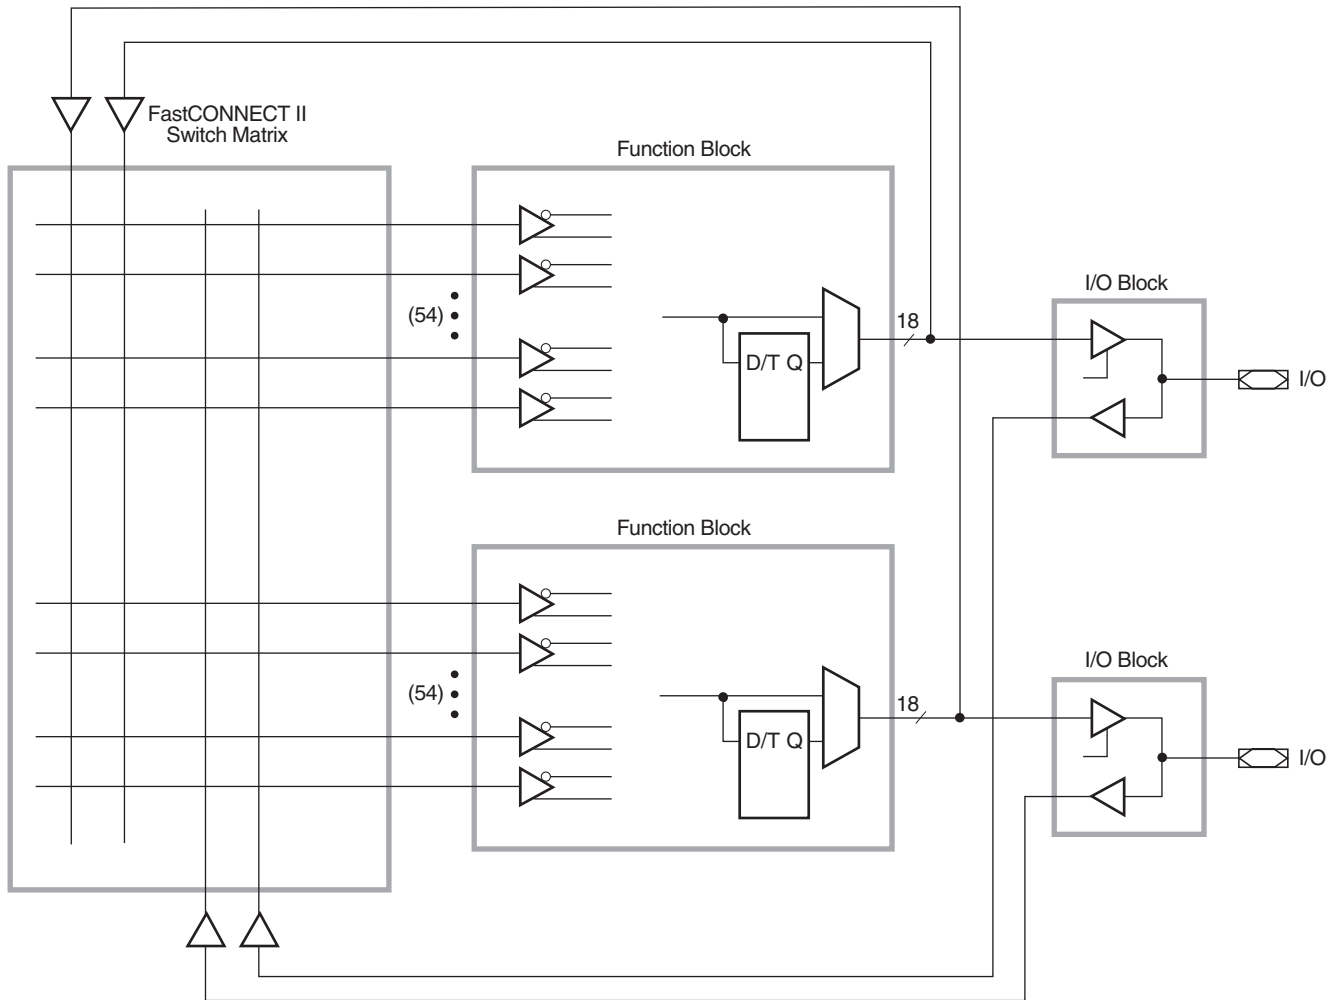 FastCONNECT II
Switch Matrix
Function Block
(54)
D/T Q
18
I/O Block
I/O
Function Block
(54)
D/T Q
18
I/O Block
I/O